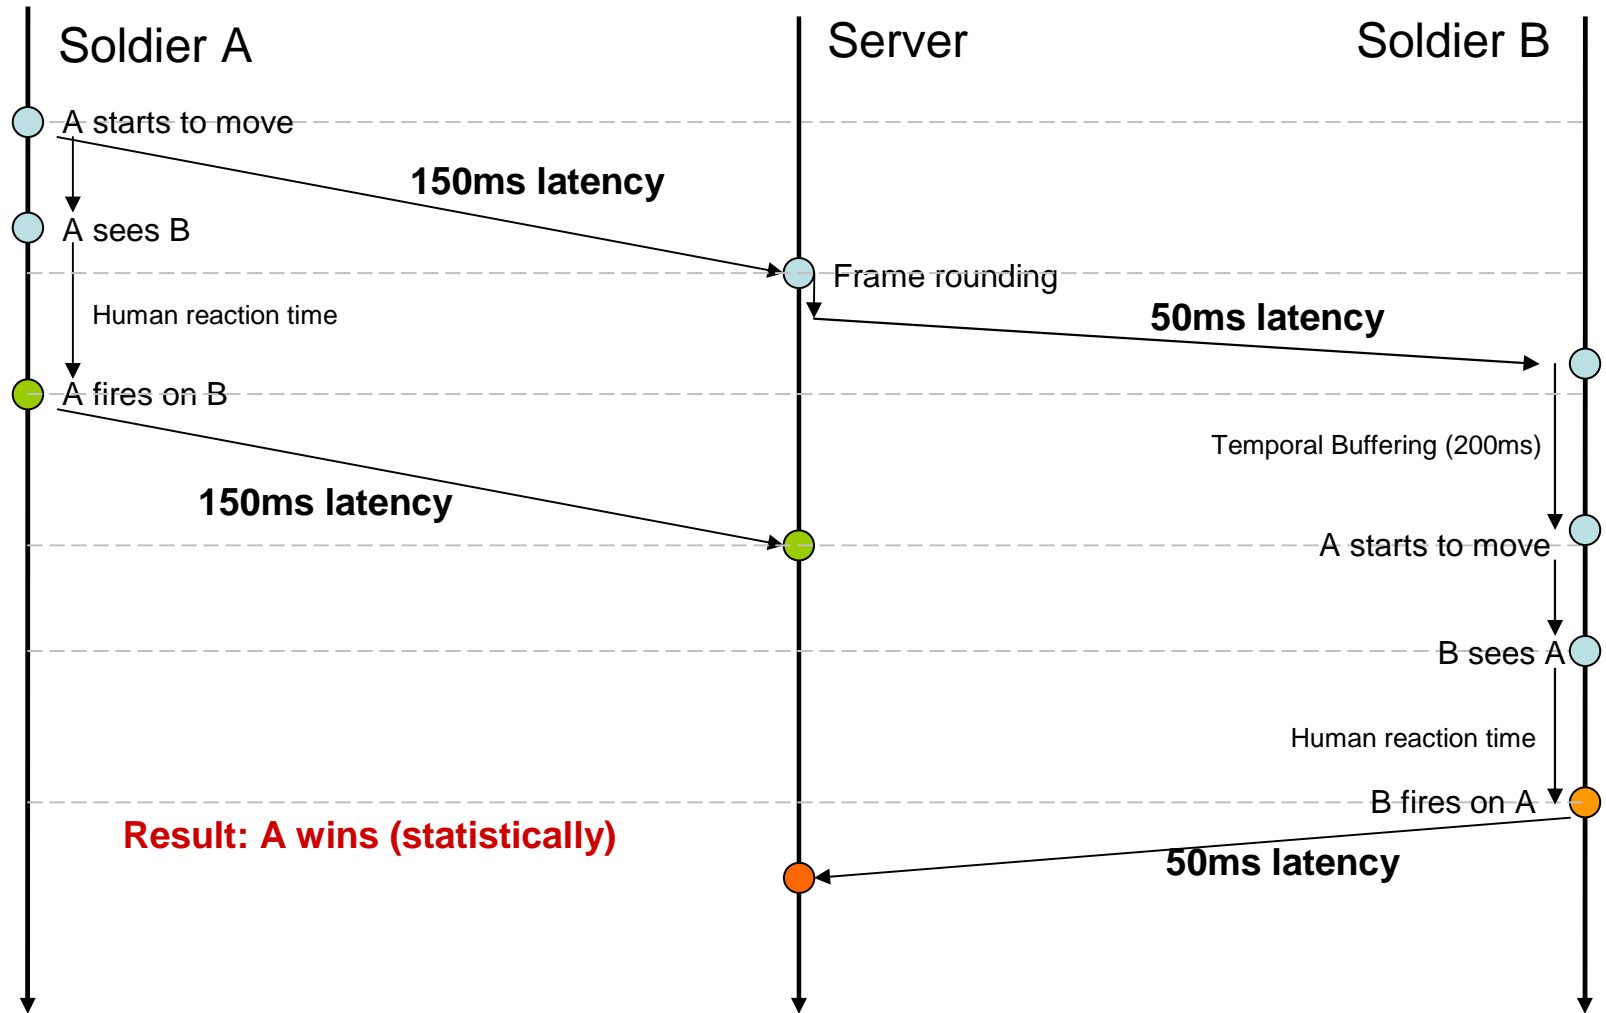 Soldier A
Server
Soldier B
A starts to move
150ms latency
A sees B
Frame rounding
Human reaction time
50ms latency
A fires on B
Temporal Buffering (200ms)
150ms latency
A starts to move
B sees A
Human reaction time
B fires on A
Result: A wins (statistically)
50ms latency